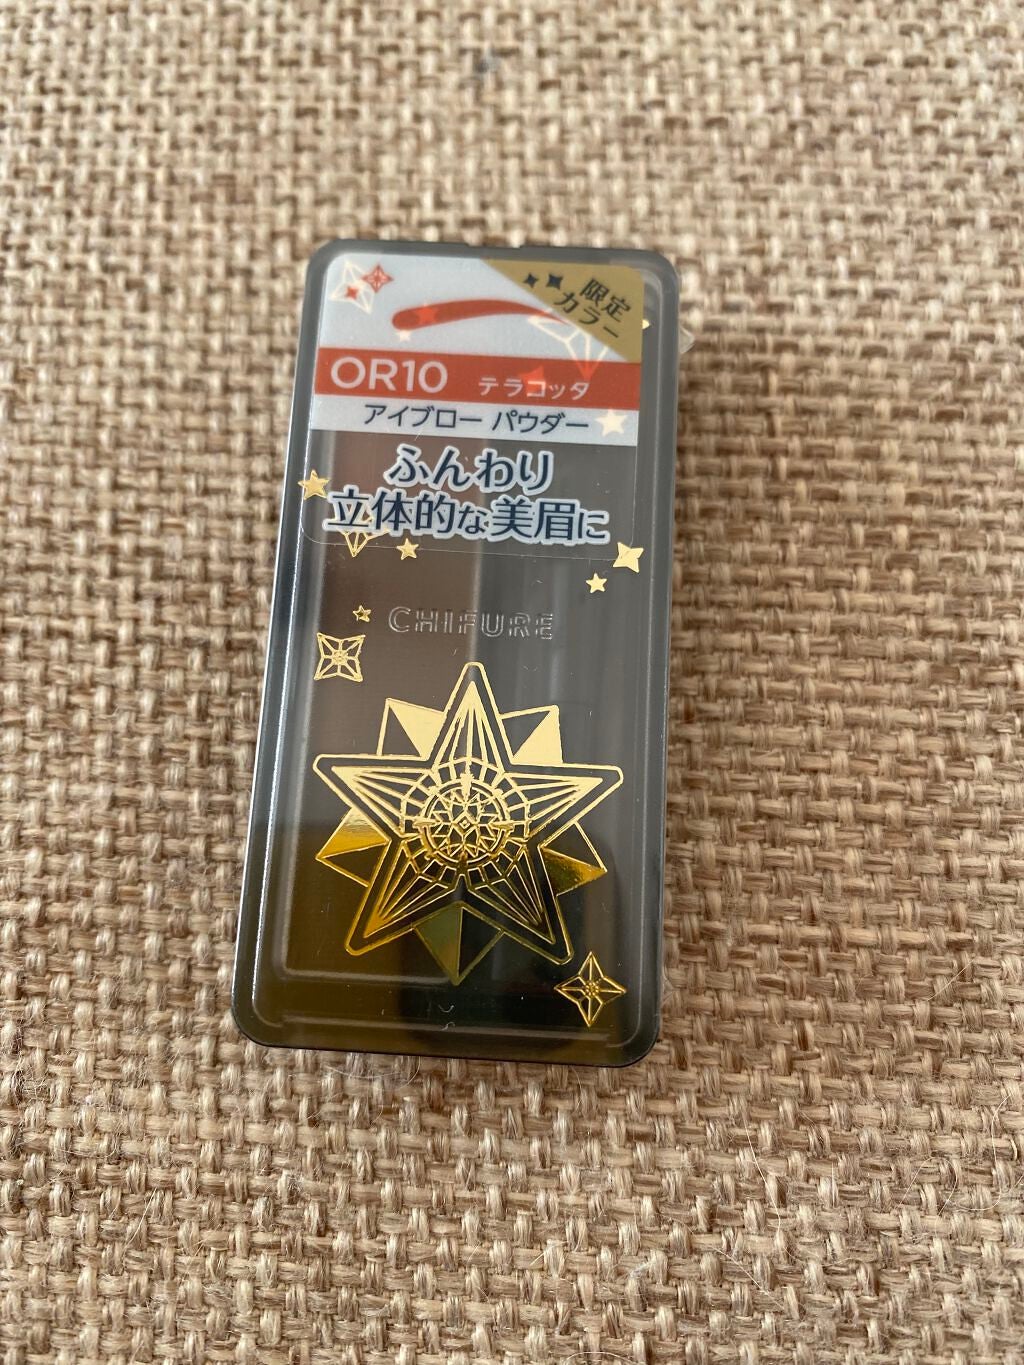 限定
カラー
OR10 テラコッタ
アイブロー パウダー
ふんわり
立体的な美眉に
CHIFURE